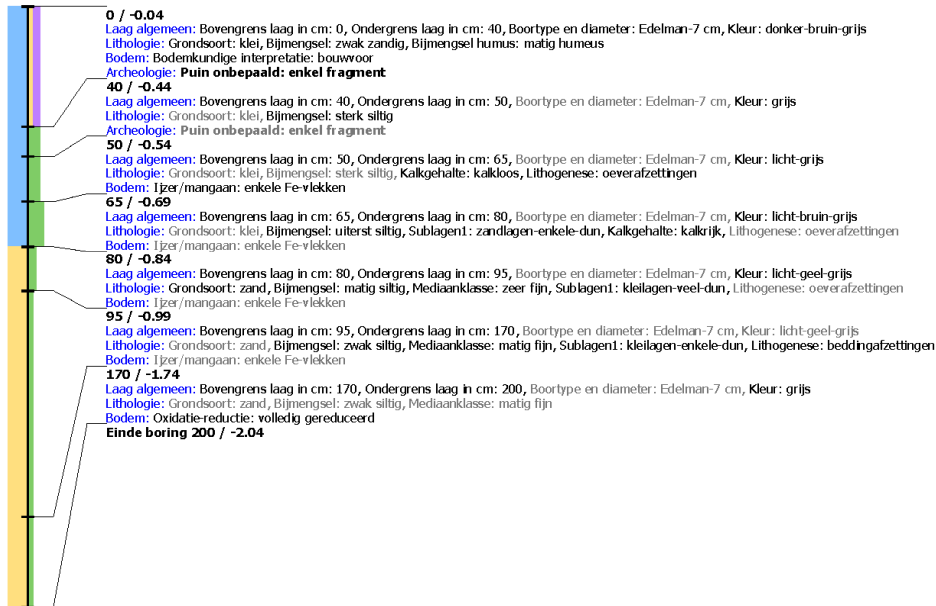 0 / -0.04
Laag algemeen: Bovengrens laag in cm: 0, Ondergrens laag in cm: 40, Boortype en diameter: Edelman-7 cm, Kleur: donker-bruin-grijs
Lithologie: Grondsoort: klei, Bijmengsel: zwak zandig, Bijmengsel humus: matig humeus
Bodem: Bodemkundige interpretatie: bouwvoor
Archeologie: Puin onbepaald: enkel fragment
40 / -0.44
Laag algemeen: Bovengrens laag in cm: 40, Ondergrens laag in cm: 50, Boortype en diameter: Edelman-7 cm, Kleur: grijs
Lithologie: Grondsoort: klei, Bijmengsel: sterk siltig
Archeologie: Puin onbepaald: enkel fragment
50 / -0.54
Laag algemeen: Bovengrens laag in cm: 50, Ondergrens laag in cm: 65, Boortype en diameter: Edelman-7 cm, Kleur: licht-grijs
Lithologie: Grondsoort: klei, Bijmengsel: sterk siltig, Kalkgehalte: kalkloos, Lithogenese: oeverafzettingen
Bodem: Ijzer/mangaan: enkele Fe-vlekken
65 / -0.69
Laag algemeen: Bovengrens laag in cm: 65, Ondergrens laag in cm: 80, Boortype en diameter: Edelman-7 cm, Kleur: licht-bruin-grijs
Lithologie: Grondsoort: klei, Bijmengsel: uiterst siltig, Sublagen1: zandlagen-enkele-dun, Kalkgehalte: kalkrijk, Lithogenese: oeverafzettingen
Bodem: Ijzer/mangaan: enkele Fe-vlekken
80 / -0.84
Laag algemeen: Bovengrens laag in cm: 80, Ondergrens laag in cm: 95, Boortype en diameter: Edelman-7 cm, Kleur: licht-geel-grijs
Lithologie: Grondsoort: zand, Bijmengsel: matig siltig, Mediaanklasse: zeer fijn, Sublagen1: kleilagen-veel-dun, Lithogenese: oeverafzettingen
Bodem: Ijzer/mangaan: enkele Fe-vlekken
95 / -0.99
Laag algemeen: Bovengrens laag in cm: 95, Ondergrens laag in cm: 170, Boortype en diameter: Edelman-7 cm, Kleur: licht-geel-grijs
Lithologie: Grondsoort: zand, Bijmengsel: zwak siltig, Mediaanklasse: matig fijn, Sublagen1: kleilagen-enkele-dun, Lithogenese: beddingafzettingen
Bodem: Ijzer/mangaan: enkele Fe-vlekken
170 / -1.74
Laag algemeen: Bovengrens laag in cm: 170, Ondergrens laag in cm: 200, Boortype en diameter: Edelman-7 cm, Kleur: grijs
Lithologie: Grondsoort: zand, Bijmengsel: zwak siltig, Mediaanklasse: matig fijn
Bodem: Oxidatie-reductie: volledig gereduceerd
Einde boring 200 / -2.04